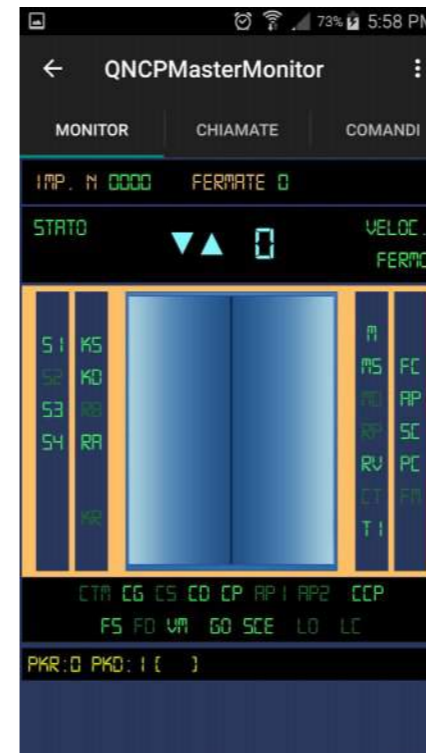 73% 5:58 PM
QNCPMasterMonitor
MONITOR CHIAMATE COMANDI
IMP. N 0000 FERMATE 0
STATO 0 VELOC.
FERMO
S1 KS M
S2 KD MS FC
S3 RB MD AP
S4 RA RP SC
RV PC
KR CT FM
T1
CTM CG CS CD CP AP1 AP2 CCP
FS FD VM GO SCE LO LC
PKR:0 PKD:1 [ ]